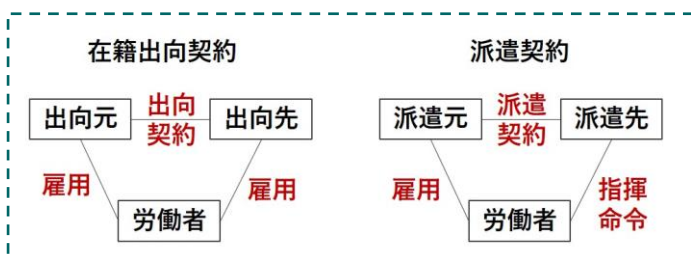 在籍出向契約
出向元
出向
契約
出向先
雇用
雇用
労働者
派遣契約
派遣元
派遣
契約
派遣先
雇用
指揮
命令
労働者